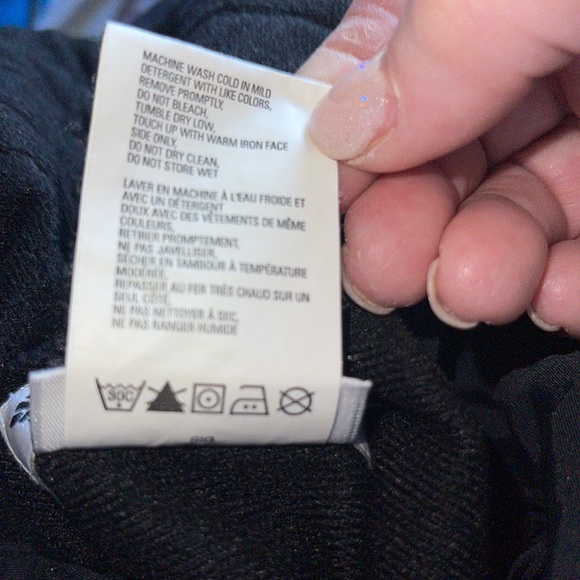 MACHINE WASH COLD IN MILD
DETERGENT WITH LIKE COLORS,
REMOVE PROMPTLY,
DO NOT BLEACH,
TUMBLE DRY LOW,
TOUCH UP WITH WARM IRON FACE
SIDE ONLY,
DO NOT DRY CLEAN,
DO NOT STORE WET
LAVER EN MACHINE À L'EAU FROIDE ET
AVEC UN DÉTERGENT
DOUX AVEC DES VÊTEMENTS DE MÊME
COULEURS,
RETIRER PROMPTEMENT,
NE PAS JAVELLISER,
SÉCHER EN TAMBOUR À TEMPÉRATURE
MODÉRÉE,
REPASSER AU FER TRÈS CHAUD SUR UN
SEUL CÔTÉ,
NE PAS NETTOYER À SEC,
NE PAS RANGER HUMIDE
30C